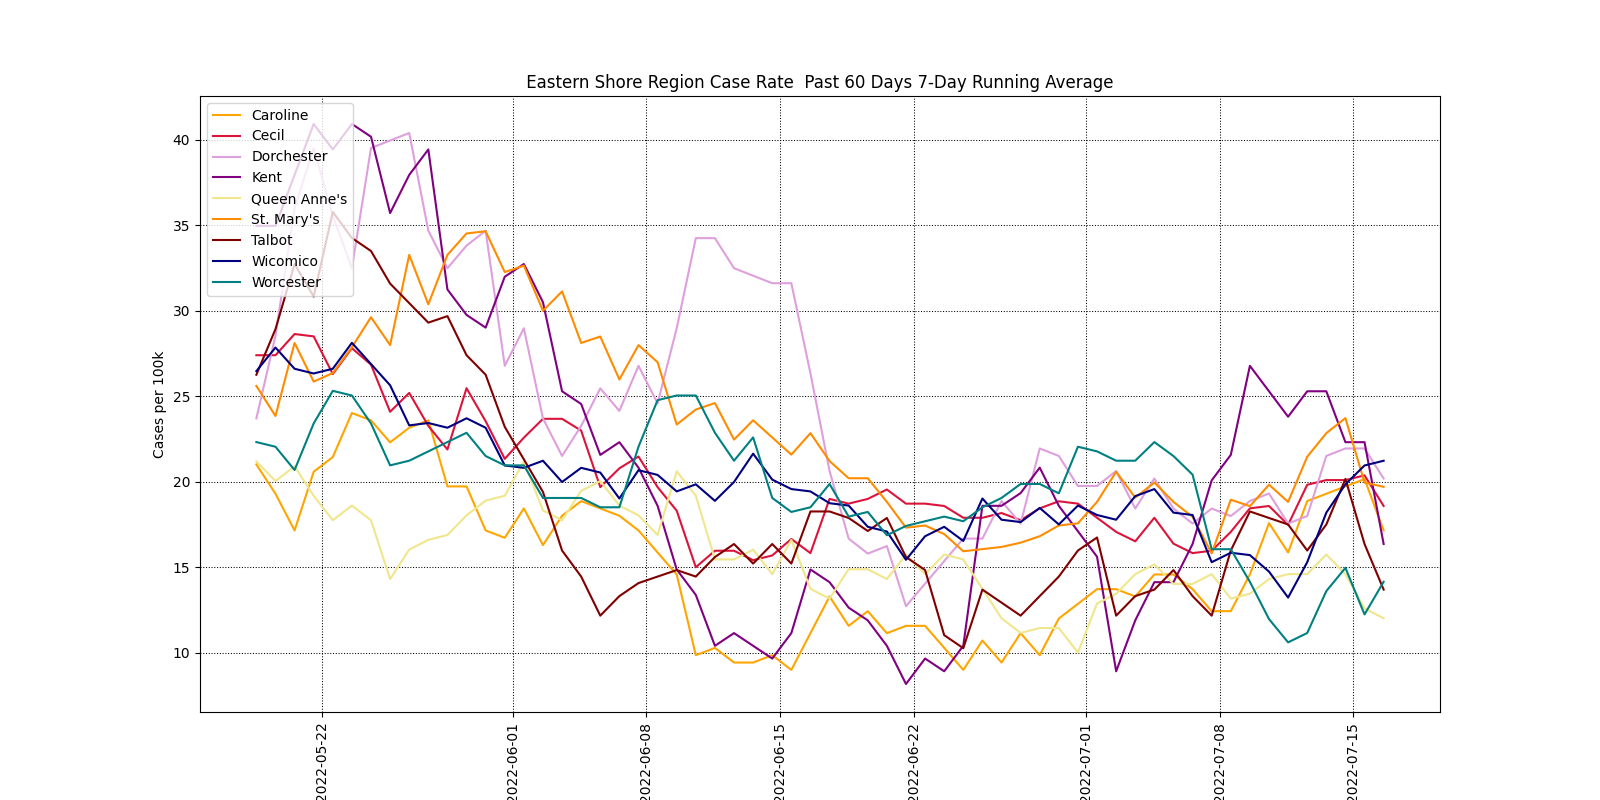 Eastern Shore Region Case Rate  Past 60 Days 7-Day Running Average
Caroline
Cecil
Dorchester
Kent
Queen Anne's
St. Mary's
Talbot
Wicomico
Worcester
Cases per 100k
40
35
30
25
20
15
10
2022-05-22
2022-06-01
2022-06-08
2022-06-15
2022-06-22
2022-07-01
2022-07-08
2022-07-15